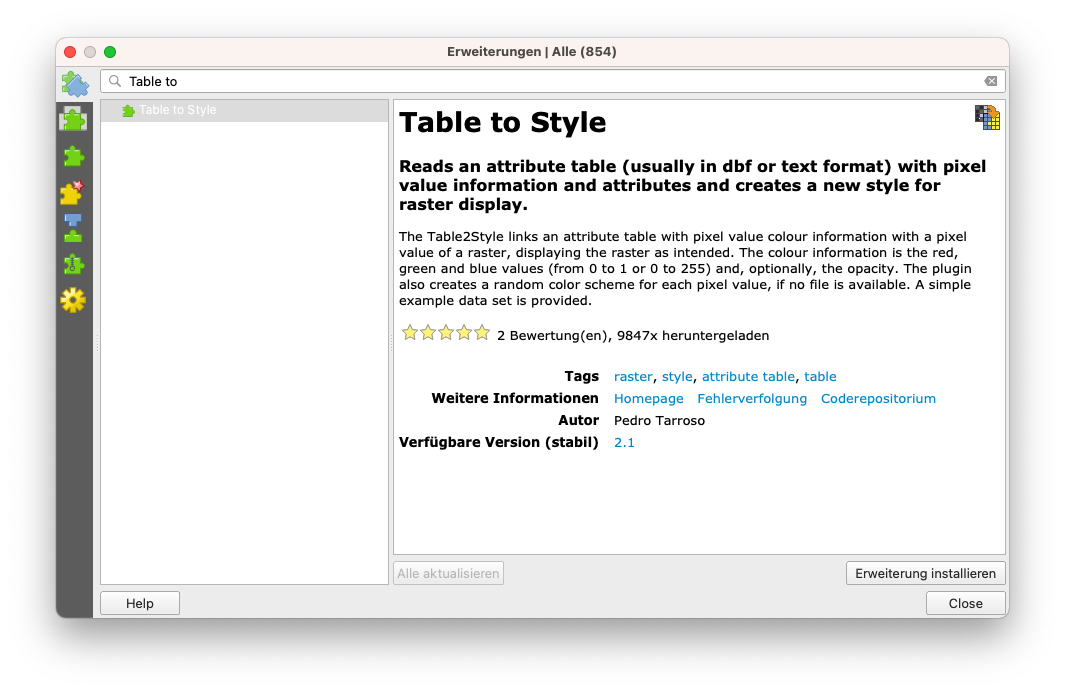 Erweiterungen | Alle (854)
Table to
Table to Style
Table to Style
Reads an attribute table (usually in dbf or text format) with pixel
value information and attributes and creates a new style for
raster display.
The Table2Style links an attribute table with pixel value colour information with a pixel
value of a raster, displaying the raster as intended. The colour information is the red,
green and blue values (from 0 to 1 or 0 to 255) and, optionally, the opacity. The plugin
also creates a random color scheme for each pixel value, if no file is available. A simple
example data set is provided.
2 Bewertung(en), 9847x heruntergeladen
Tags raster, style, attribute table, table
Weitere Informationen Homepage Fehlerverfolgung Coderepositorium
Autor Pedro Tarroso
Verfügbare Version (stabil) 2.1
Alle aktualisieren Erweiterung installieren
Help Close